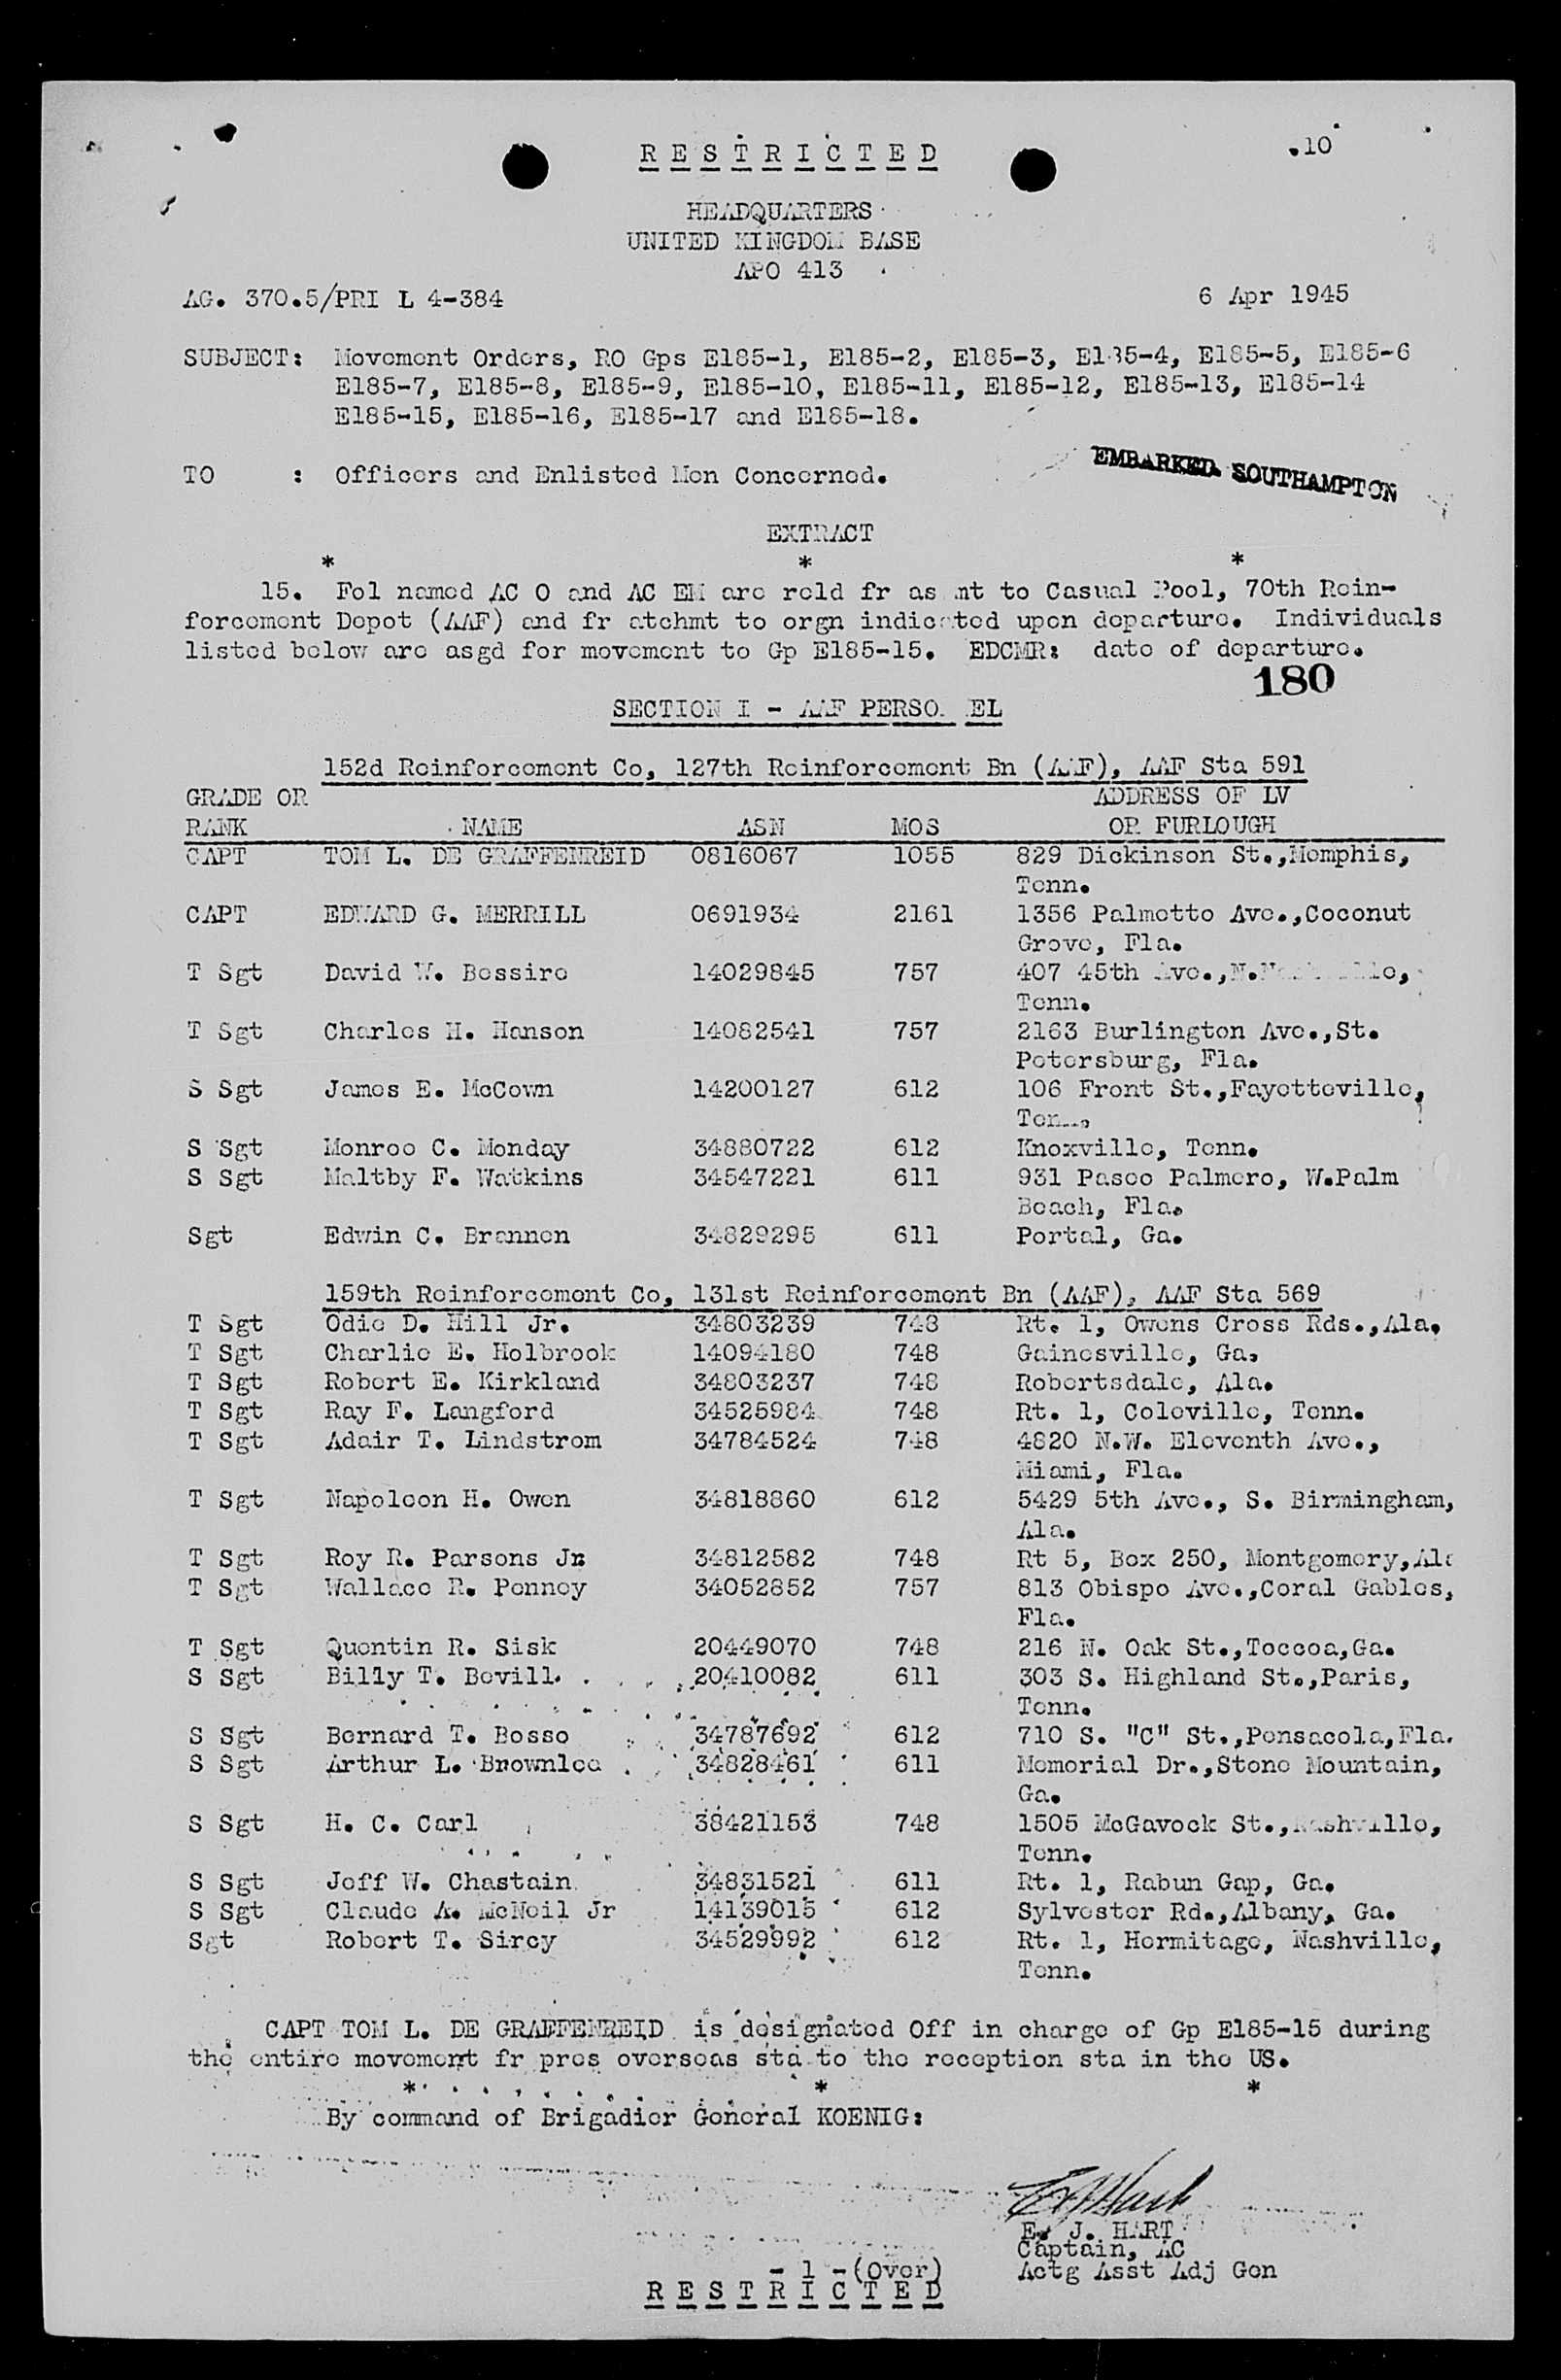 R E S T R I C T E D
.10
HEADQUARTERS
UNITED KINGDOM BASE
APO 413
AG. 370.5/PRI L 4-384 6 Apr 1945
SUBJECT: Movement Orders, RO Gps E185-1, E185-2, E185-3, E185-4, E185-5, E185-6
E185-7, E185-8, E185-9, E185-10, E185-11, E185-12, E185-13, E185-14
E185-15, E185-16, E185-17 and E185-18.
TO : Officers and Enlisted Men Concerned.
EMBARKED SOUTHAMPTON
EXTRACT
* * *
15. Fol named AC O and AC EM are reld fr as mt to Casual Pool, 70th Rein-
forcement Depot (AAF) and fr atchmt to orgn indicated upon departure. Individuals
listed below are asgd for movement to Gp E185-15. EDCMR: date of departure.
180
SECTION I - AAF PERSO EL
152d Reinforcement Co, 127th Reinforcement Bn (AAF), AAF Sta 591
GRADE OR ADDRESS OF LV
RANK NAME ASN MOS OR FURLOUGH
CAPT TOM L. DE GRAFFENREID 0816067 1055 829 Dickinson St.,Memphis,
Tenn.
CAPT EDWARD G. MERRILL 0691934 2161 1356 Palmetto Ave.,Coconut
Grove, Fla.
T Sgt David W. Bessire 14029845 757 407 45th Ave.,N.
Tenn.
T Sgt Charles H. Hanson 14082541 757 2163 Burlington Ave.,St.
Petersburg, Fla.
S Sgt James E. McCown 14200127 612 106 Front St.,Fayetteville,
Tenn.
S Sgt Monroe C. Monday 34880722 612 Knoxville, Tenn.
S Sgt Maltby F. Watkins 34547221 611 931 Paseo Palmero, W.Palm
Beach, Fla.
Sgt Edwin C. Brannen 34829295 611 Portal, Ga.
159th Reinforcement Co, 131st Reinforcement Bn (AAF), AAF Sta 569
T Sgt Odie D. Hill Jr. 34803239 748 Rt. 1, Owens Cross Rds.,Ala.
T Sgt Charlie E. Holbrook 14094180 748 Gainesville, Ga.
T Sgt Robert E. Kirkland 34803237 748 Robertsdale, Ala.
T Sgt Ray F. Langford 34525984 748 Rt. 1, Coleville, Tenn.
T Sgt Adair T. Lindstrom 34784524 748 4820 N.W. Eleventh Ave.,
Miami, Fla.
T Sgt Napoleon H. Owen 34818860 612 5429 5th Ave., S. Birmingham,
Ala.
T Sgt Roy R. Parsons Jr 34812582 748 Rt 5, Box 250, Montgomery,Ala
T Sgt Wallace R. Penney 34052852 757 813 Obispo Ave.,Coral Gables,
Fla.
T Sgt Quentin R. Sisk 20449070 748 216 N. Oak St.,Toccoa,Ga.
S Sgt Billy T. Bevill 20410082 611 303 S. Highland St.,Paris,
Tenn.
S Sgt Bernard T. Bosso 34787692 612 710 S. "C" St.,Pensacola,Fla.
S Sgt Arthur L. Brownlee 34828461 611 Memorial Dr.,Stone Mountain,
Ga.
S Sgt H. C. Carl 38421153 748 1505 McGavock St.,Nashville,
Tenn.
S Sgt Jeff W. Chastain 34831521 611 Rt. 1, Rabun Gap, Ga.
S Sgt Claude A. McNeil Jr 14139015 612 Sylvester Rd.,Albany, Ga.
Sgt Robert T. Sircy 34529992 612 Rt. 1, Hermitage, Nashville,
Tenn.
CAPT TOM L. DE GRAFFENREID is designated Off in charge of Gp E185-15 during
the entire movement fr pres overseas sta to the reception sta in the US.
* * *
By command of Brigadier General KOENIG:
E J Hart
E. J. HART
Captain, AC
Actg Asst Adj Gen
- 1 -(Over)
R E S T R I C T E D